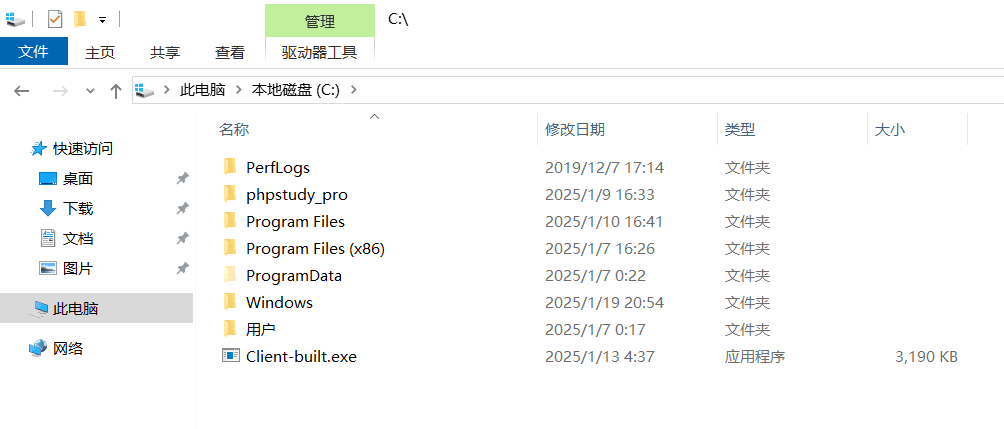 管理 C:\
文件 主页 共享 查看 驱动器工具
此电脑 本地磁盘 (C:)
名称 修改日期 类型 大小
快速访问
桌面
下载
文档
图片
此电脑
网络
PerfLogs 2019/12/7 17:14 文件夹
phpstudy_pro 2025/1/9 16:33 文件夹
Program Files 2025/1/10 16:41 文件夹
Program Files (x86) 2025/1/7 16:26 文件夹
ProgramData 2025/1/7 0:22 文件夹
Windows 2025/1/19 20:54 文件夹
用户 2025/1/7 0:17 文件夹
Client-built.exe 2025/1/13 4:37 应用程序 3,190 KB